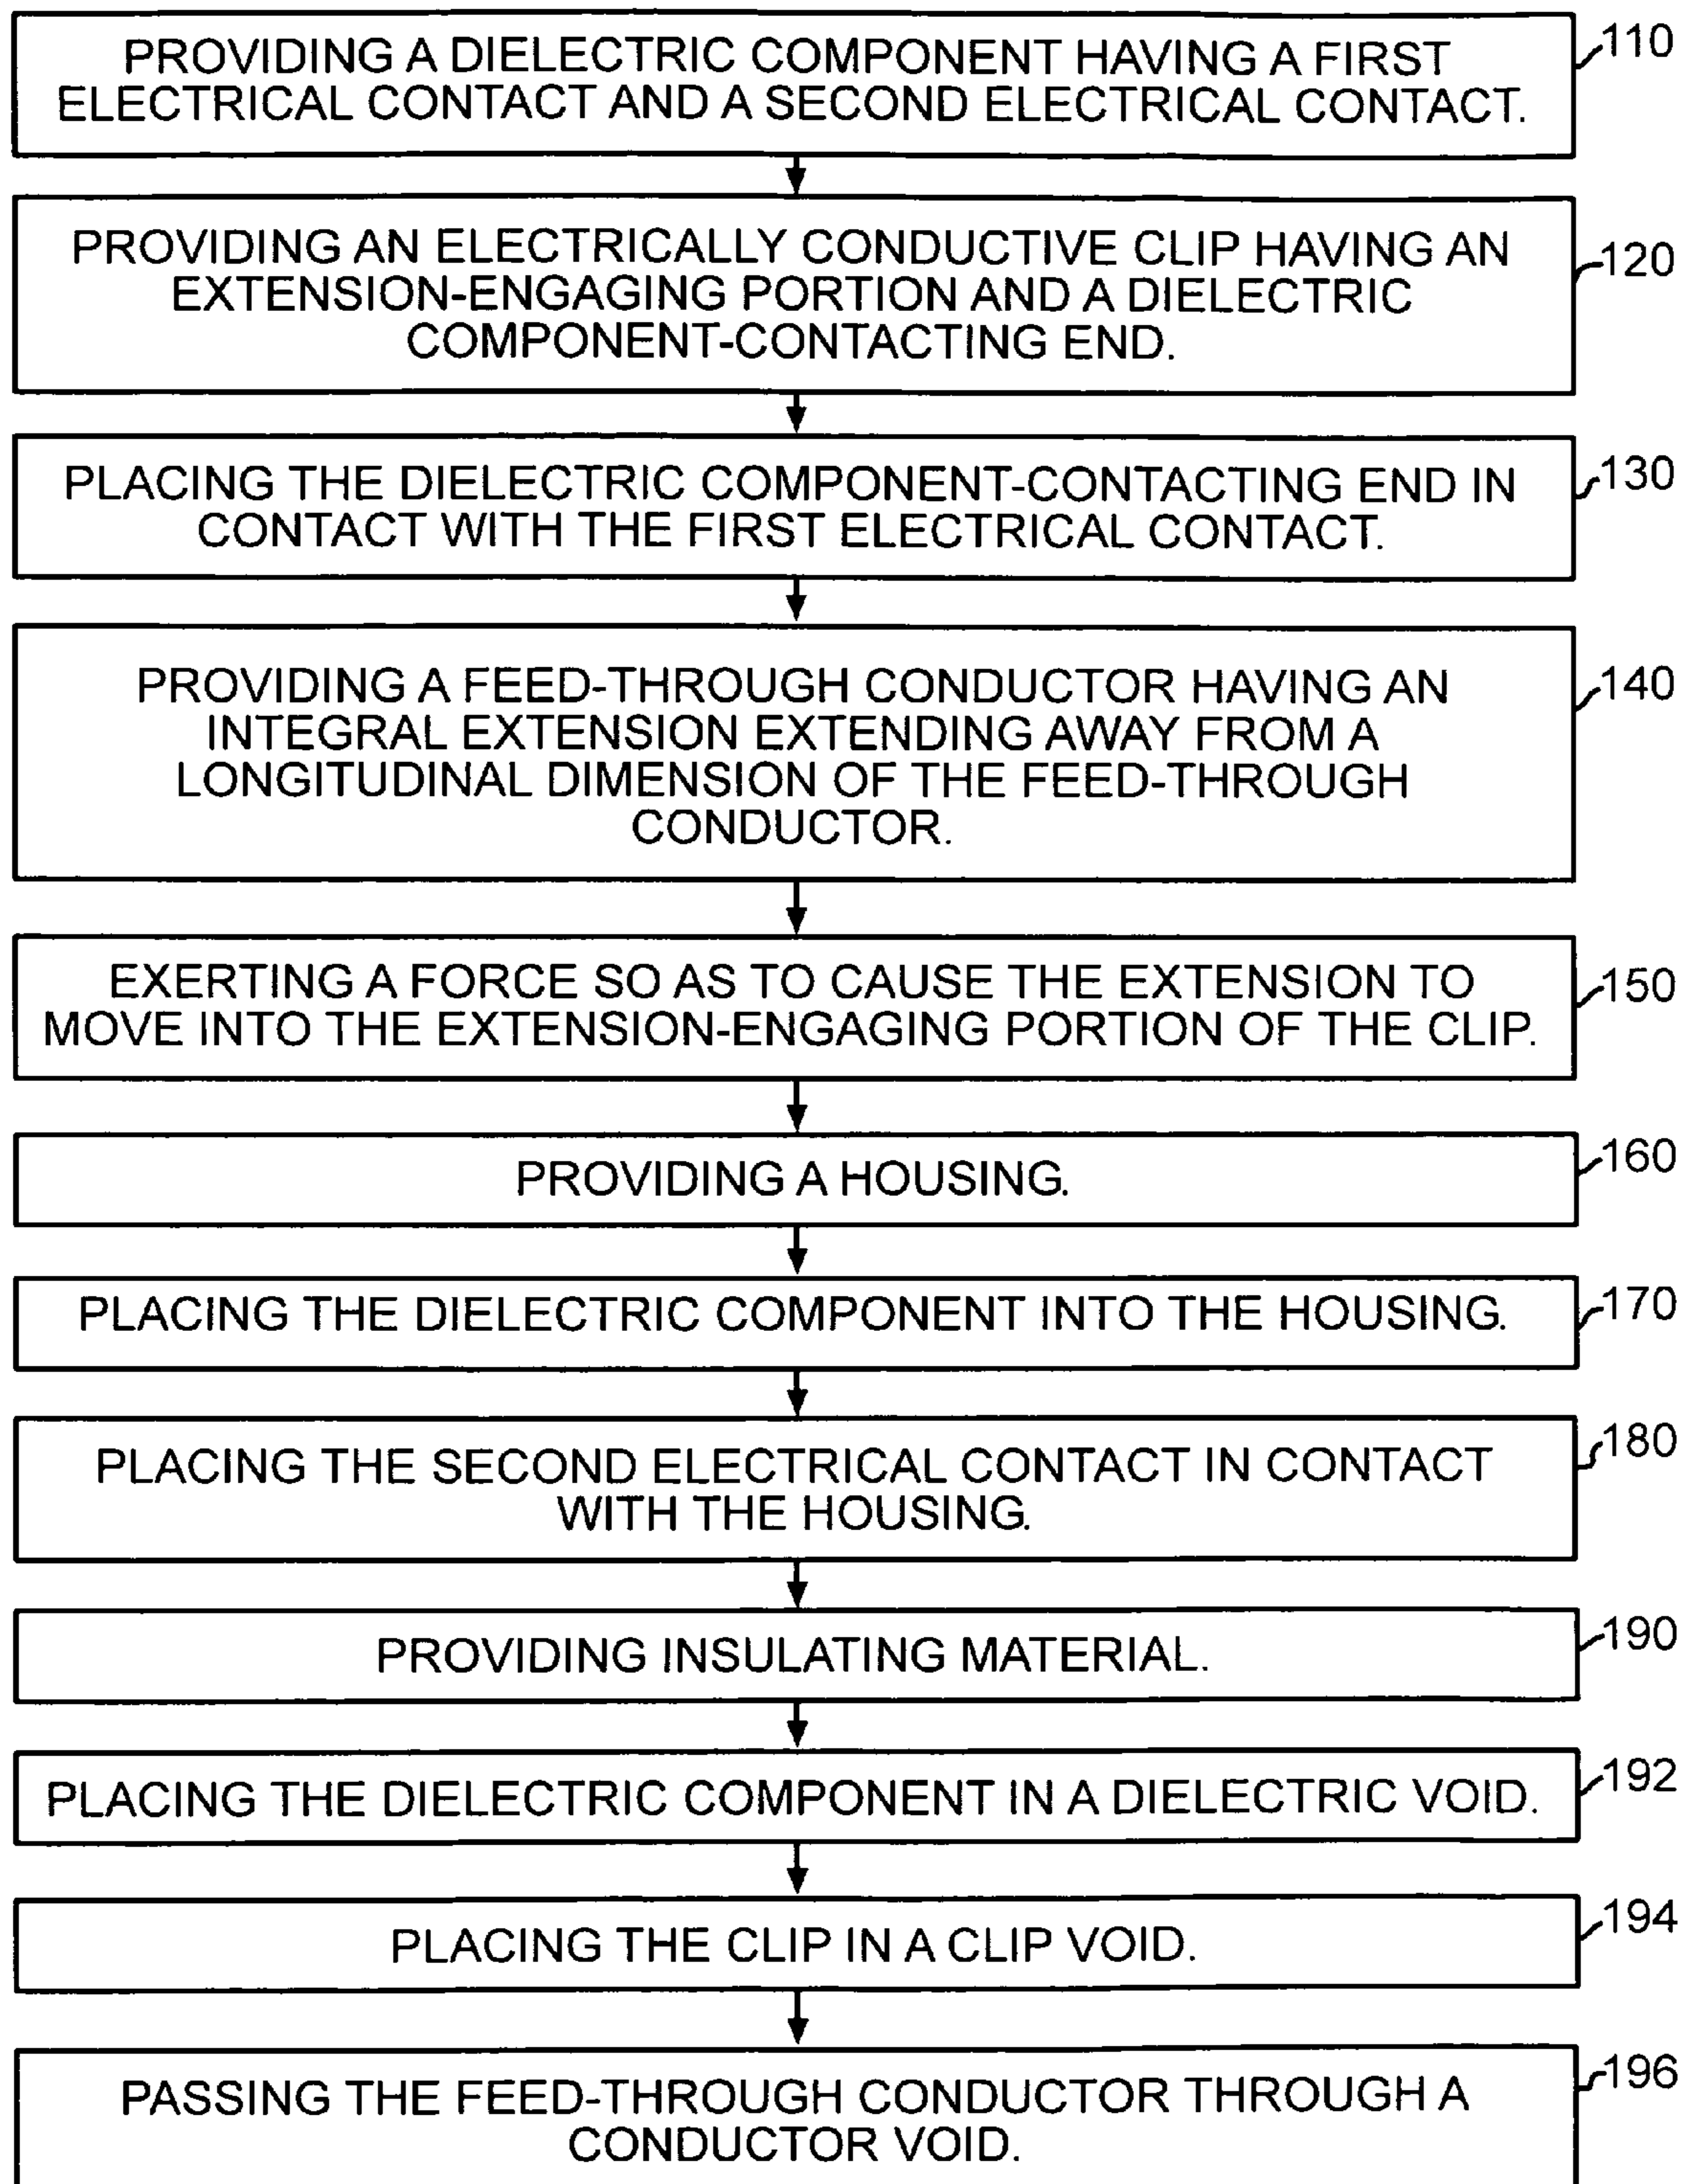 PROVIDING A DIELECTRIC COMPONENT HAVING A FIRST
ELECTRICAL CONTACT AND A SECOND ELECTRICAL CONTACT.
110
PROVIDING AN ELECTRICALLY CONDUCTIVE CLIP HAVING AN
EXTENSION-ENGAGING PORTION AND A DIELECTRIC
COMPONENT-CONTACTING END.
120
PLACING THE DIELECTRIC COMPONENT-CONTACTING END IN
CONTACT WITH THE FIRST ELECTRICAL CONTACT.
130
PROVIDING A FEED-THROUGH CONDUCTOR HAVING AN
INTEGRAL EXTENSION EXTENDING AWAY FROM A
LONGITUDINAL DIMENSION OF THE FEED-THROUGH
CONDUCTOR.
140
EXERTING A FORCE SO AS TO CAUSE THE EXTENSION TO
MOVE INTO THE EXTENSION-ENGAGING PORTION OF THE CLIP.
150
PROVIDING A HOUSING.
160
PLACING THE DIELECTRIC COMPONENT INTO THE HOUSING.
170
PLACING THE SECOND ELECTRICAL CONTACT IN CONTACT
WITH THE HOUSING.
180
PROVIDING INSULATING MATERIAL.
190
PLACING THE DIELECTRIC COMPONENT IN A DIELECTRIC VOID.
192
PLACING THE CLIP IN A CLIP VOID.
194
PASSING THE FEED-THROUGH CONDUCTOR THROUGH A
CONDUCTOR VOID.
196